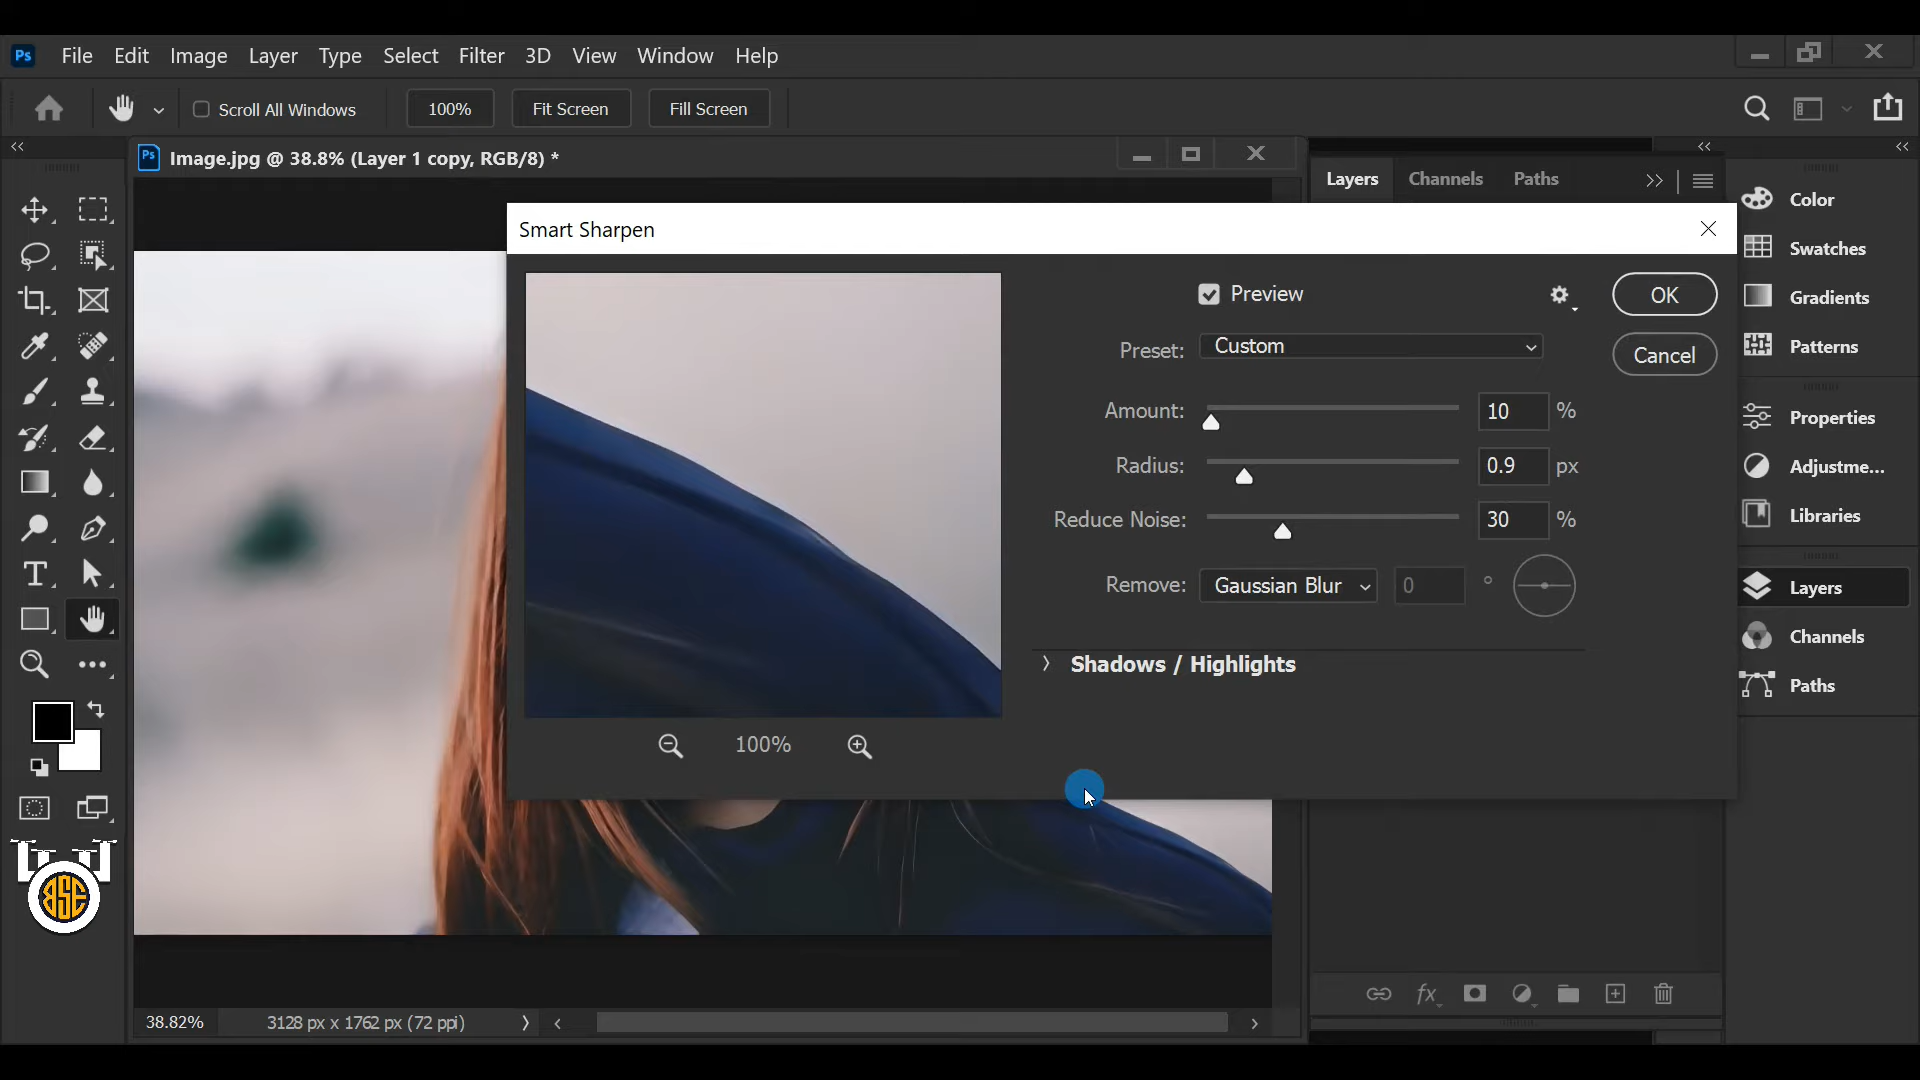 Ps File Edit Image Layer Type Select Filter 3D View Window Help
Scroll All Windows 100% Fit Screen Fill Screen
Ps Image.jpg @ 38.8% (Layer 1 copy, RGB/8) *
Layers Channels Paths
Smart Sharpen
Preview
OK
Preset: Custom
Cancel
Amount: 10 %
Radius: 0.9 px
Reduce Noise: 30 %
Remove: Gaussian Blur 0 °
Shadows / Highlights
100%
Color
Swatches
Gradients
Patterns
Properties
Adjustme...
Libraries
Layers
Channels
Paths
fx
38.82% 3128 px x 1762 px (72 ppi)